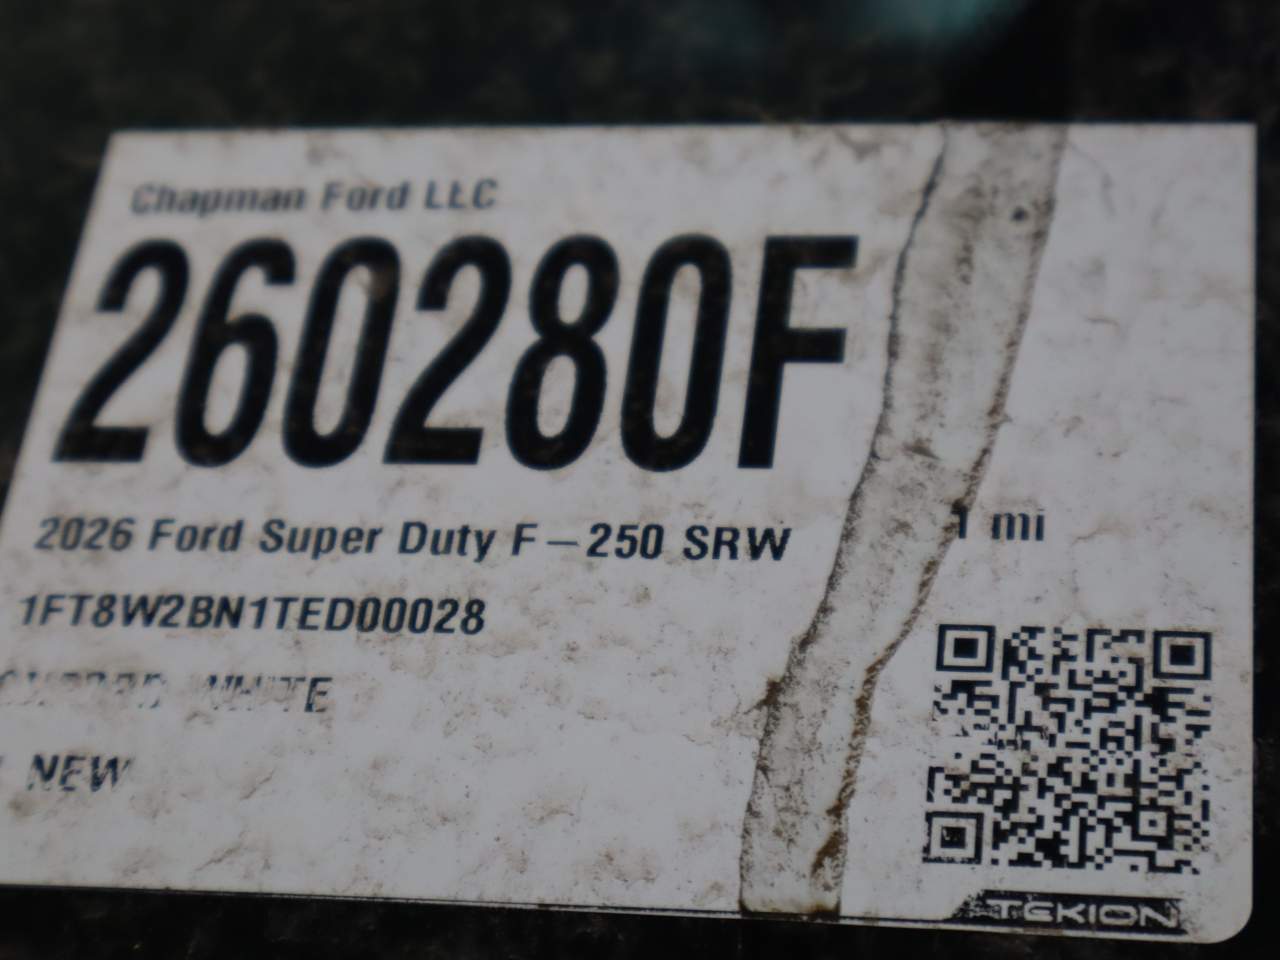 Chapman Ford LLC
260280F
2026 Ford Super Duty F-250 SRW
1 mi
1FT8W2BN1TED00028
WHITE
NEW
TEKION